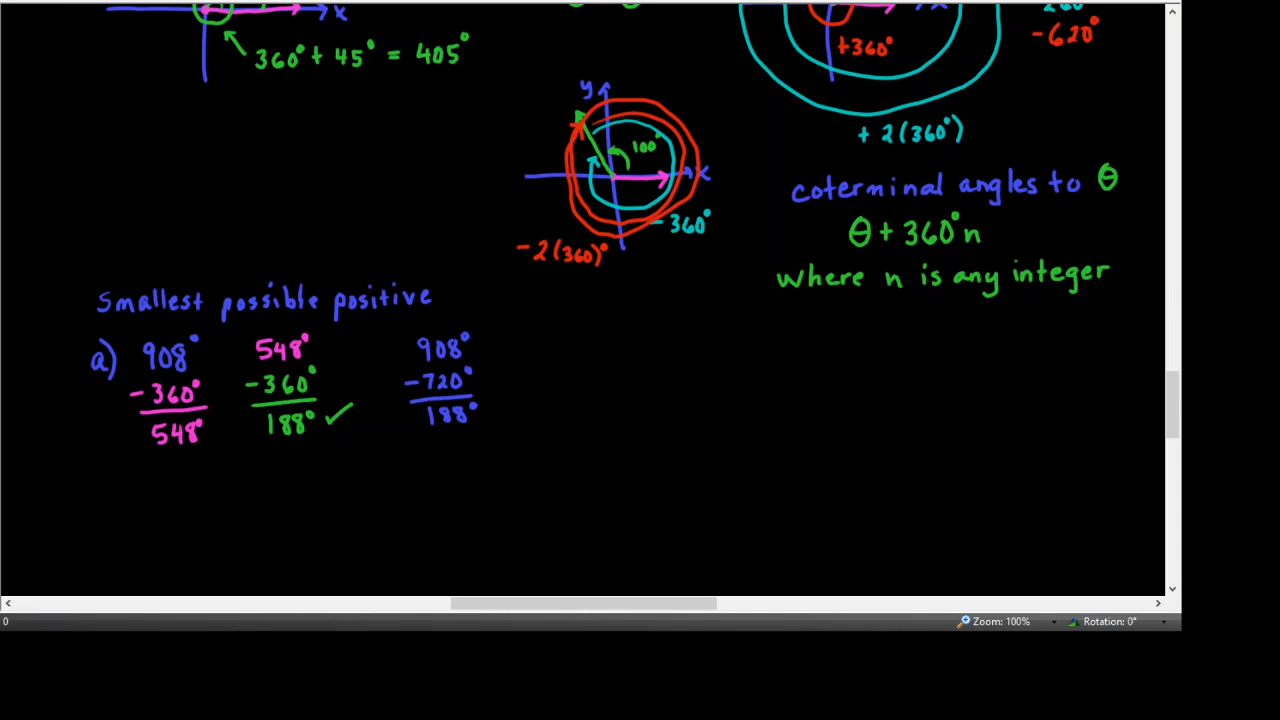 x
360° + 45° = 405°
+360°
-620°
+ 2(360°)
y
100°
x
-360°
-2(360)°
coterminal angles to θ
θ + 360°n
where n is any integer
Smallest possible positive
a) 908° 548° 908°
-360° -360° -720°
548° 188° ✓ 188°
0
Zoom: 100% Rotation: 0°